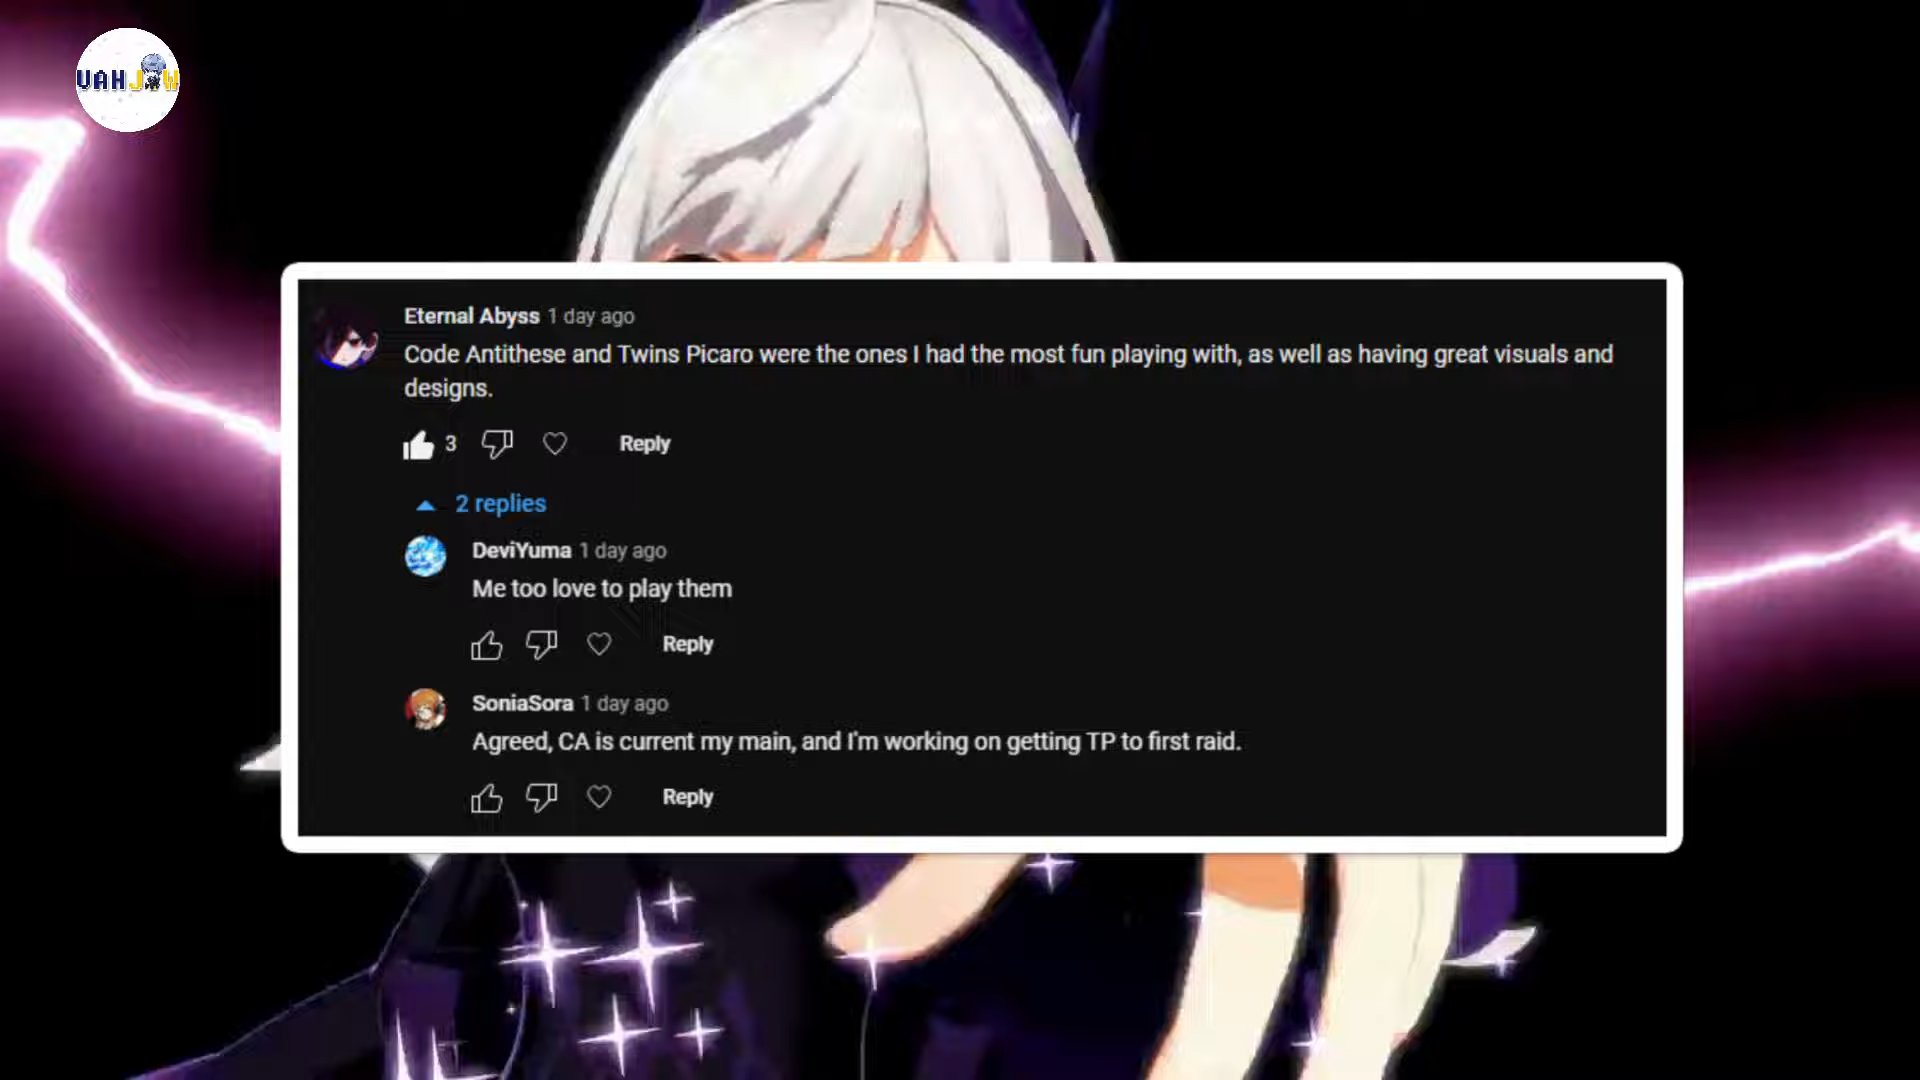 VAHJOW
Eternal Abyss 1 day ago
Code Antithese and Twins Picaro were the ones I had the most fun playing with, as well as having great visuals and
designs.
3 Reply
2 replies
DeviYuma 1 day ago
Me too love to play them
Reply
SoniaSora 1 day ago
Agreed, CA is current my main, and I'm working on getting TP to first raid.
Reply